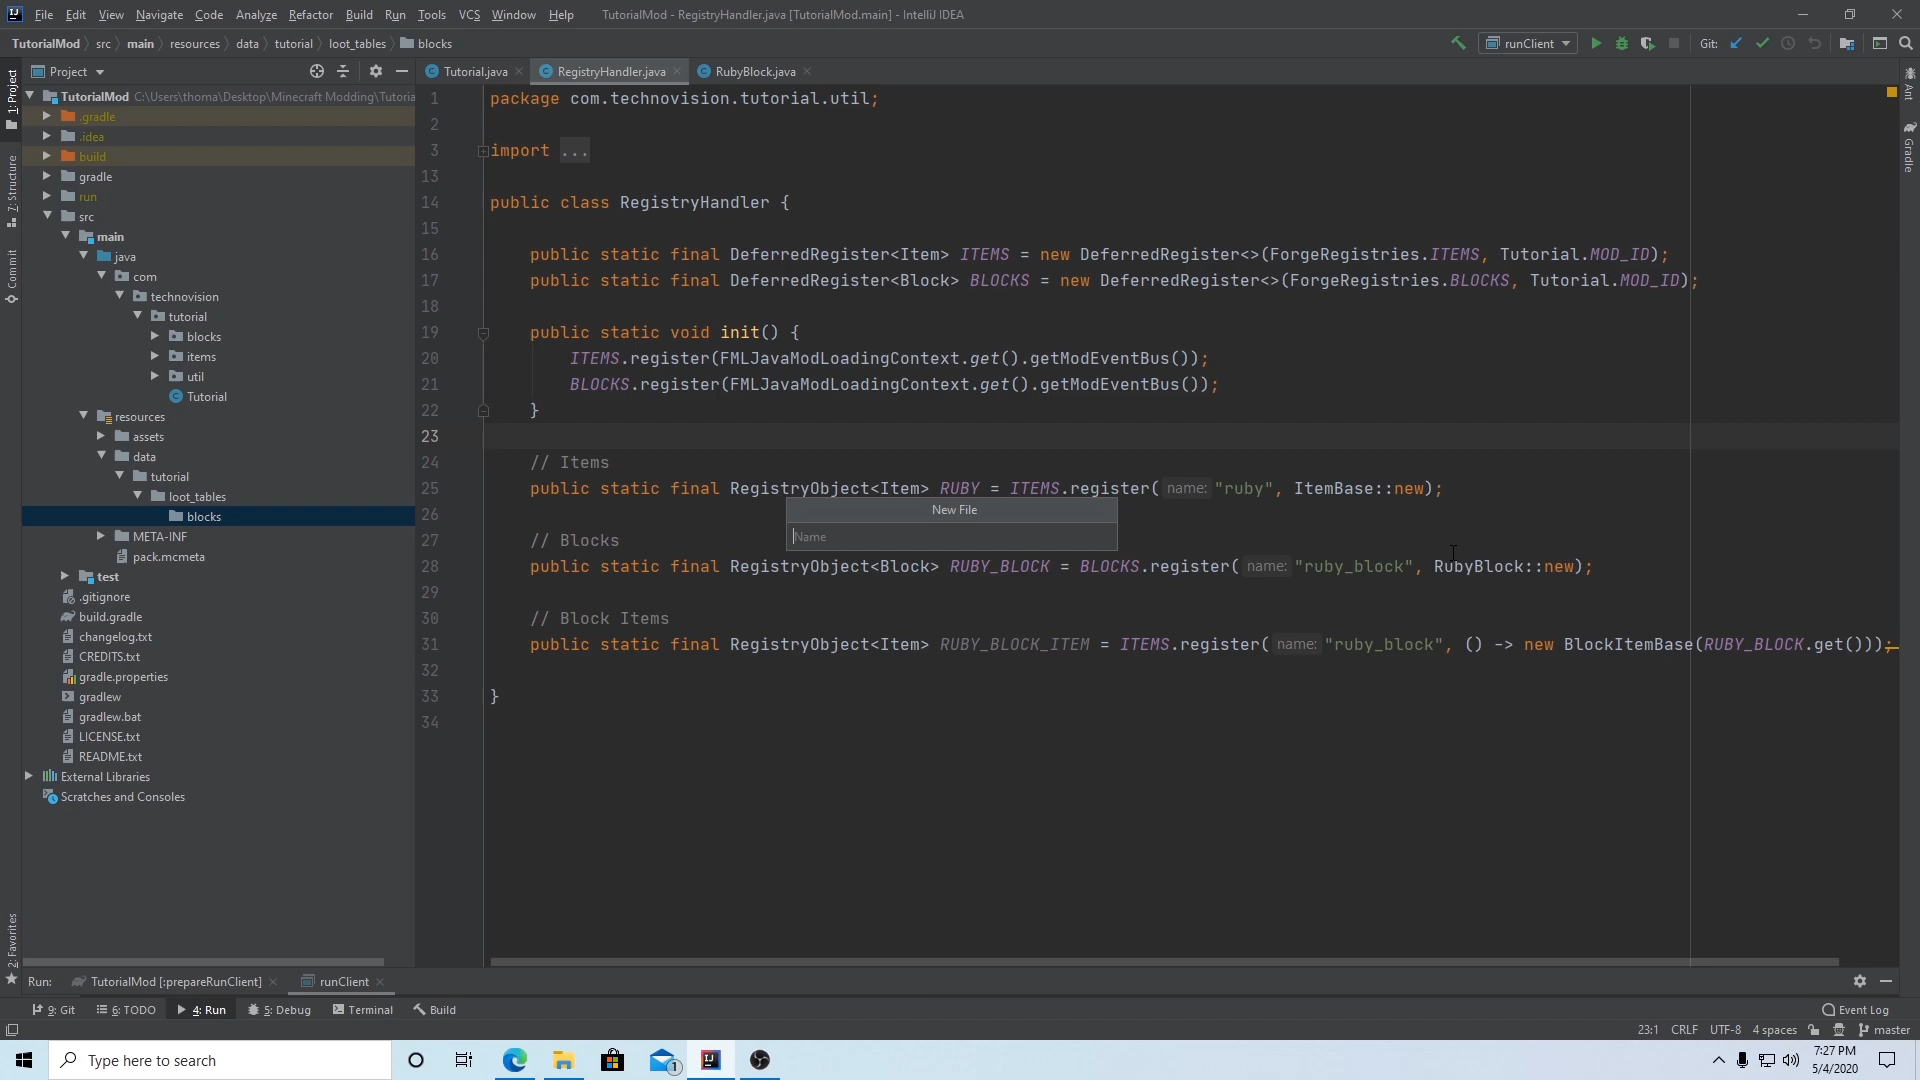 File Edit View Navigate Code Analyze Refactor Build Run Tools VCS Window Help TutorialMod - RegistryHandler.java [TutorialMod.main] - IntelliJ IDEA
TutorialMod src main resources data tutorial loot_tables blocks
runClient Git:
1: Project
7: Structure
Commit
2: Favorites
Project
TutorialMod C:\Users\thoma\Desktop\Minecraft Modding\Tutoria
.gradle
.idea
build
gradle
run
src
main
java
com
technovision
tutorial
blocks
items
util
Tutorial
resources
assets
data
tutorial
loot_tables
blocks
META-INF
pack.mcmeta
test
.gitignore
build.gradle
changelog.txt
CREDITS.txt
gradle.properties
gradlew
gradlew.bat
LICENSE.txt
README.txt
External Libraries
Scratches and Consoles
Tutorial.java RegistryHandler.java RubyBlock.java
1 package com.technovision.tutorial.util;
2
3 import ...
13
14 public class RegistryHandler {
15
16 public static final DeferredRegister<Item> ITEMS = new DeferredRegister<>(ForgeRegistries.ITEMS, Tutorial.MOD_ID);
17 public static final DeferredRegister<Block> BLOCKS = new DeferredRegister<>(ForgeRegistries.BLOCKS, Tutorial.MOD_ID);
18
19 public static void init() {
20 ITEMS.register(FMLJavaModLoadingContext.get().getModEventBus());
21 BLOCKS.register(FMLJavaModLoadingContext.get().getModEventBus());
22 }
23
24 // Items
25 public static final RegistryObject<Item> RUBY = ITEMS.register( name: "ruby", ItemBase::new);
26
27 // Blocks
28 public static final RegistryObject<Block> RUBY_BLOCK = BLOCKS.register( name: "ruby_block", RubyBlock::new);
29
30 // Block Items
31 public static final RegistryObject<Item> RUBY_BLOCK_ITEM = ITEMS.register( name: "ruby_block", () -> new BlockItemBase(RUBY_BLOCK.get()));
32
33 }
34
New File
Name
Ant
Gradle
Run: TutorialMod [:prepareRunClient] runClient
9: Git 6: TODO 4: Run 5: Debug Terminal Build Event Log
23:1 CRLF UTF-8 4 spaces master
Type here to search
1
7:27 PM
5/4/2020